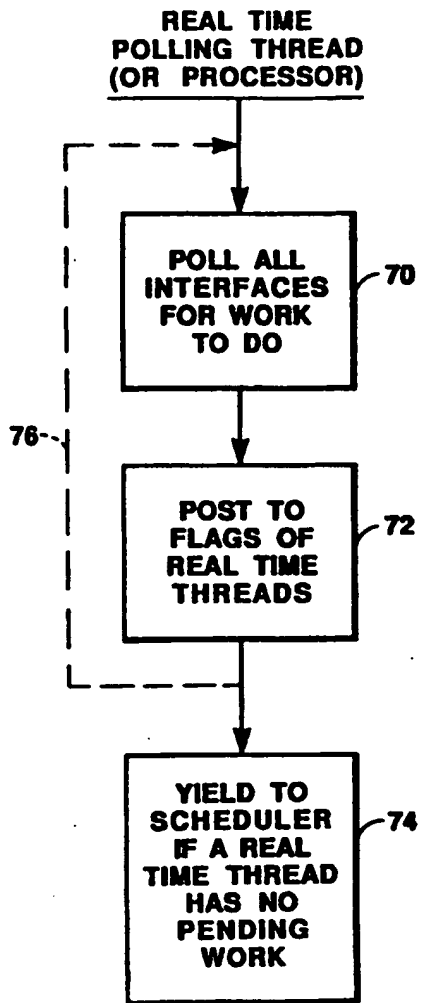 REAL TIME
POLLING THREAD
(OR PROCESSOR)
POLL ALL
INTERFACES
FOR WORK
TO DO
70
76
POST TO
FLAGS OF
REAL TIME
THREADS
72
YIELD TO
SCHEDULER
IF A REAL
TIME THREAD
HAS NO
PENDING
WORK
74